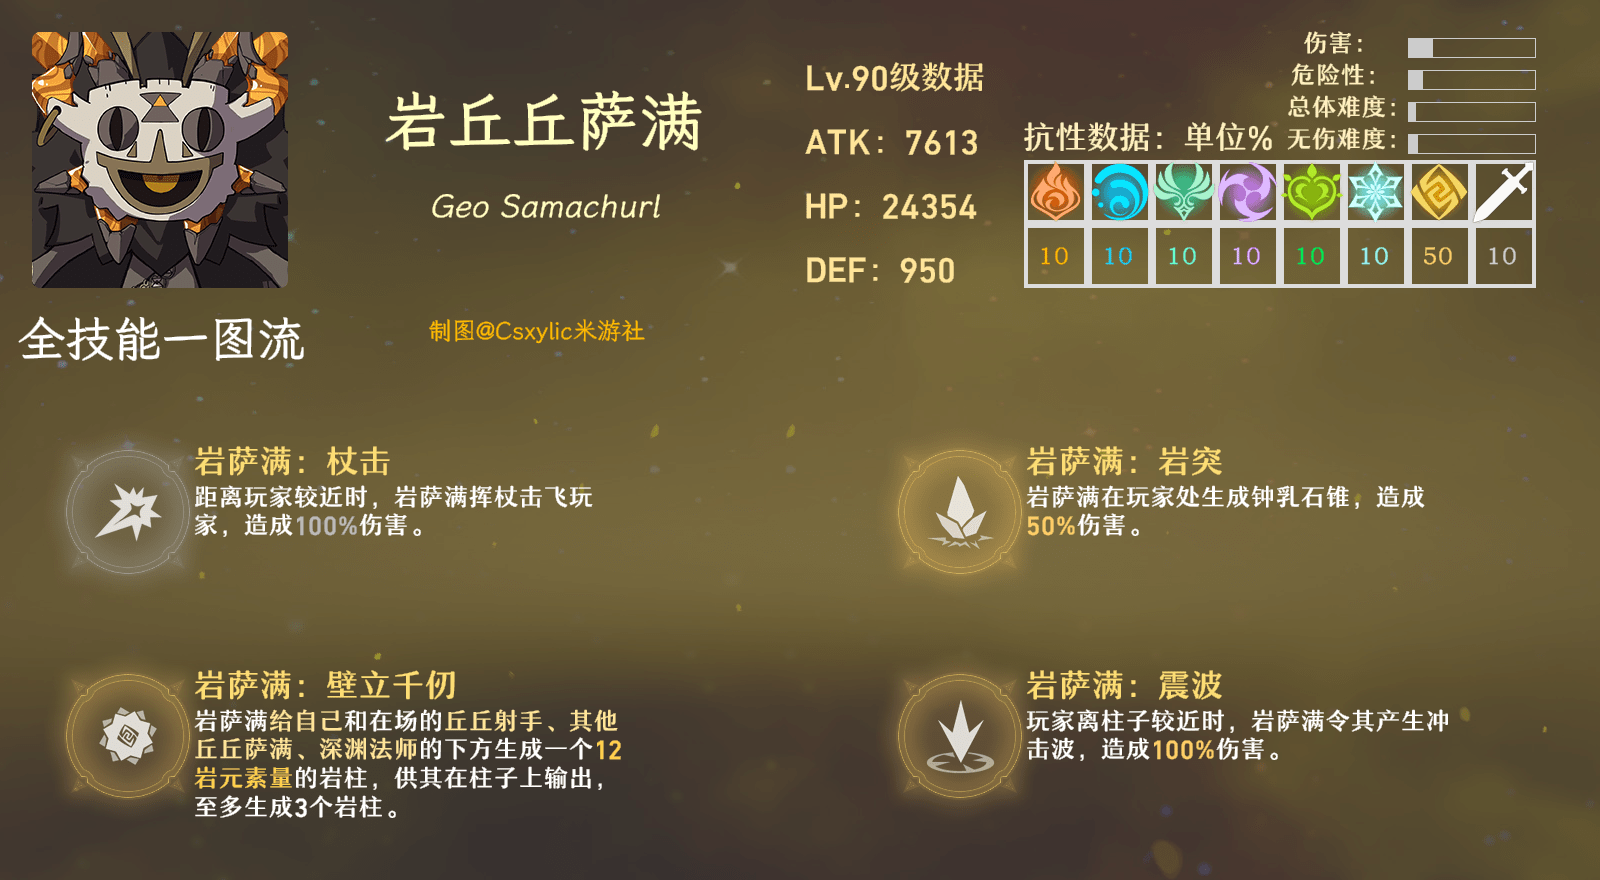 岩丘丘萨满
Geo Samachurl
全技能一图流
制图@Csxylic米游社
Lv.90级数据
ATK：7613
HP：24354
DEF：950
伤害：
危险性：
总体难度：
无伤难度：
抗性数据：单位%
10 10 10 10 10 10 50 10
岩萨满：杖击
距离玩家较近时，岩萨满挥杖击飞玩
家，造成100%伤害。
岩萨满：岩突
岩萨满在玩家处生成钟乳石锥，造成
50%伤害。
岩萨满：壁立千仞
岩萨满给自己和在场的丘丘射手、其他
丘丘萨满、深渊法师的下方生成一个12
岩元素量的岩柱，供其在柱子上输出，
至多生成3个岩柱。
岩萨满：震波
玩家离柱子较近时，岩萨满令其产生冲
击波，造成100%伤害。